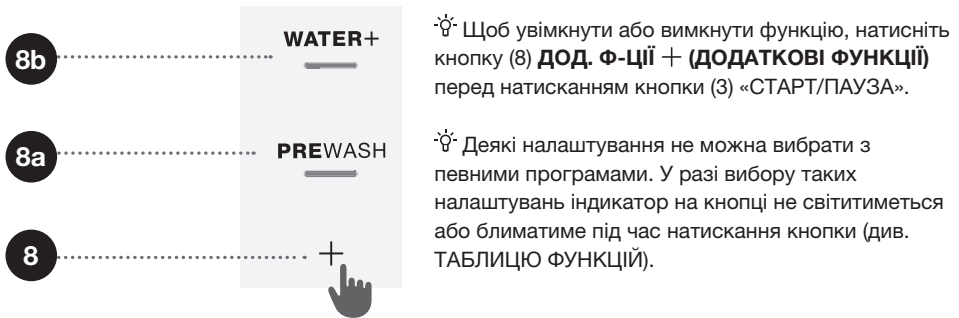 8b
WATER+
8a
PREWASH
8
+
Щоб увімкнути або вимкнути функцію, натисніть
кнопку (8) ДОД. Ф-ЦІЇ + (ДОДАТКОВІ ФУНКЦІЇ)
перед натисканням кнопки (3) «СТАРТ/ПАУЗА».
Деякі налаштування не можна вибрати з
певними програмами. У разі вибору таких
налаштувань індикатор на кнопці не світитиметься
або блиматиме під час натискання кнопки (див.
ТАБЛИЦЮ ФУНКЦІЙ).